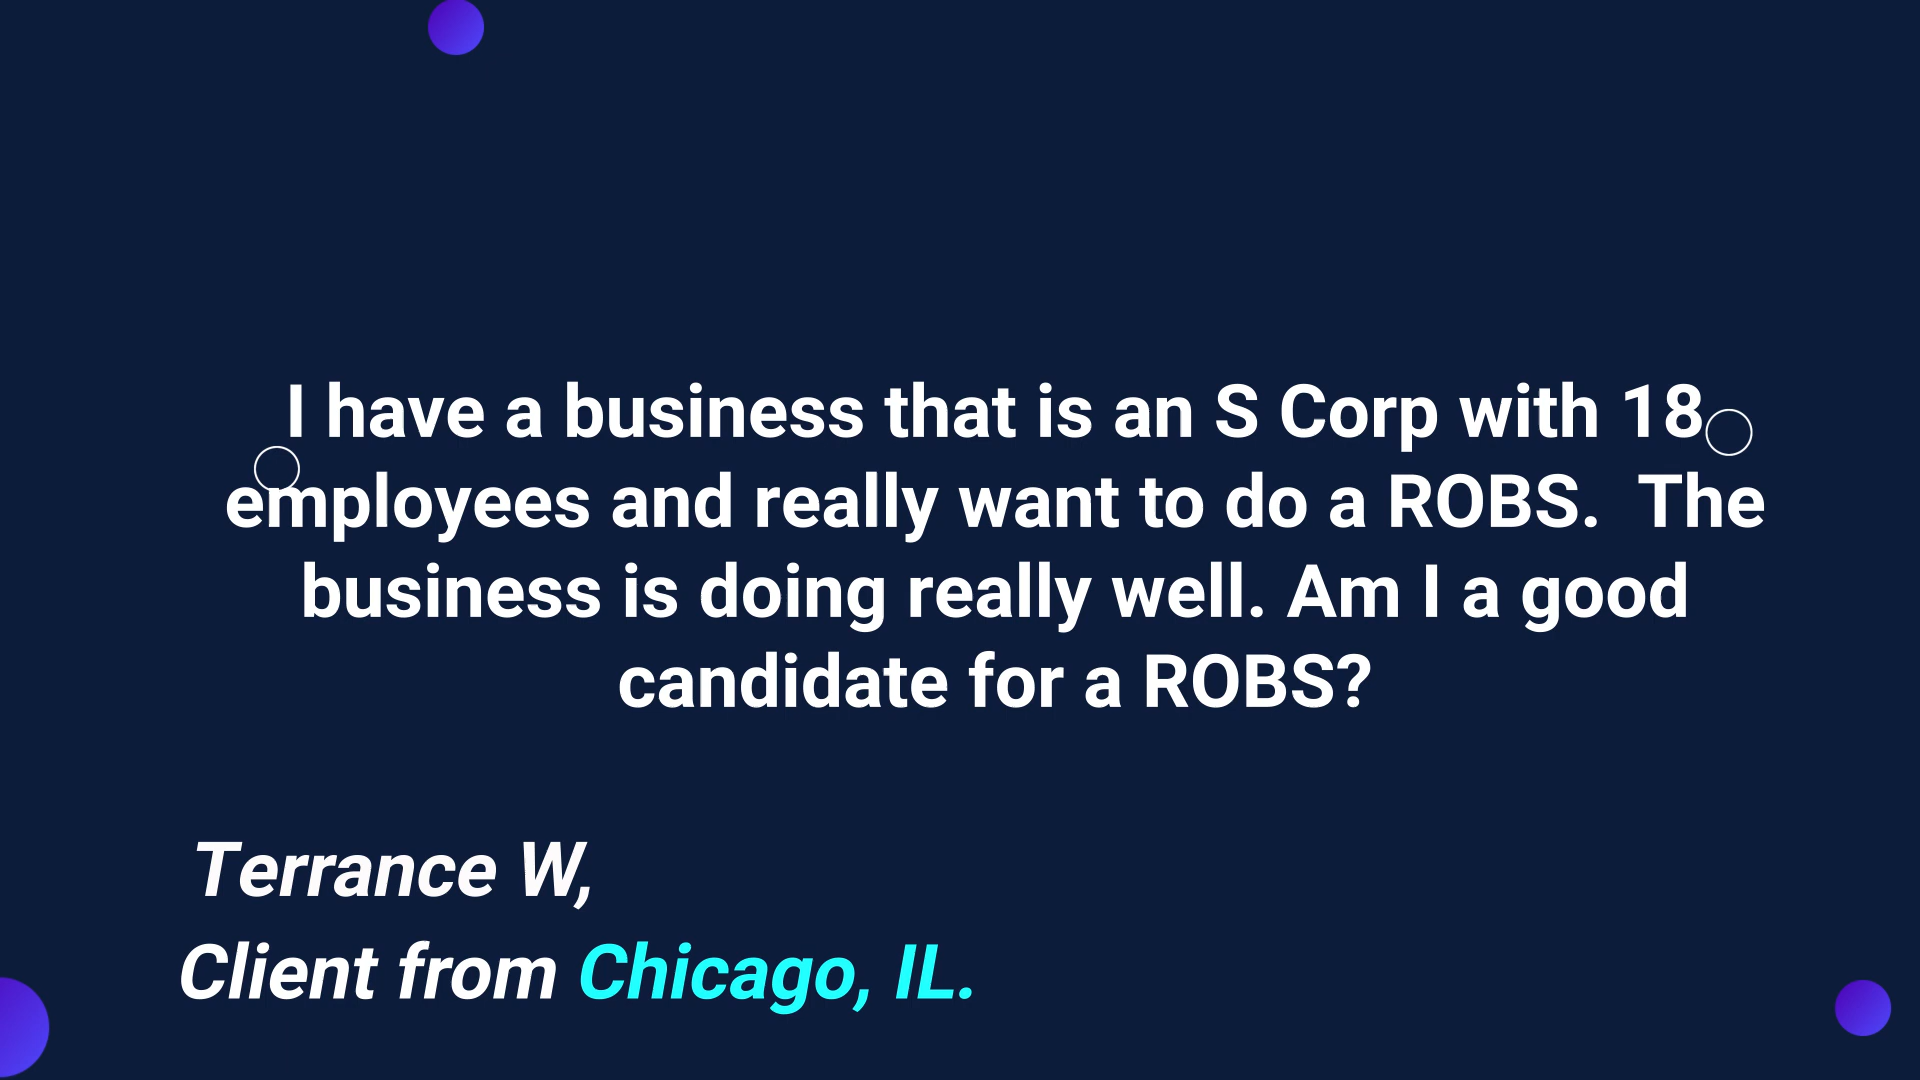 I have a business that is an S Corp with 18
employees and really want to do a ROBS.  The
business is doing really well. Am I a good
candidate for a ROBS?
Terrance W,
Client from Chicago, IL.